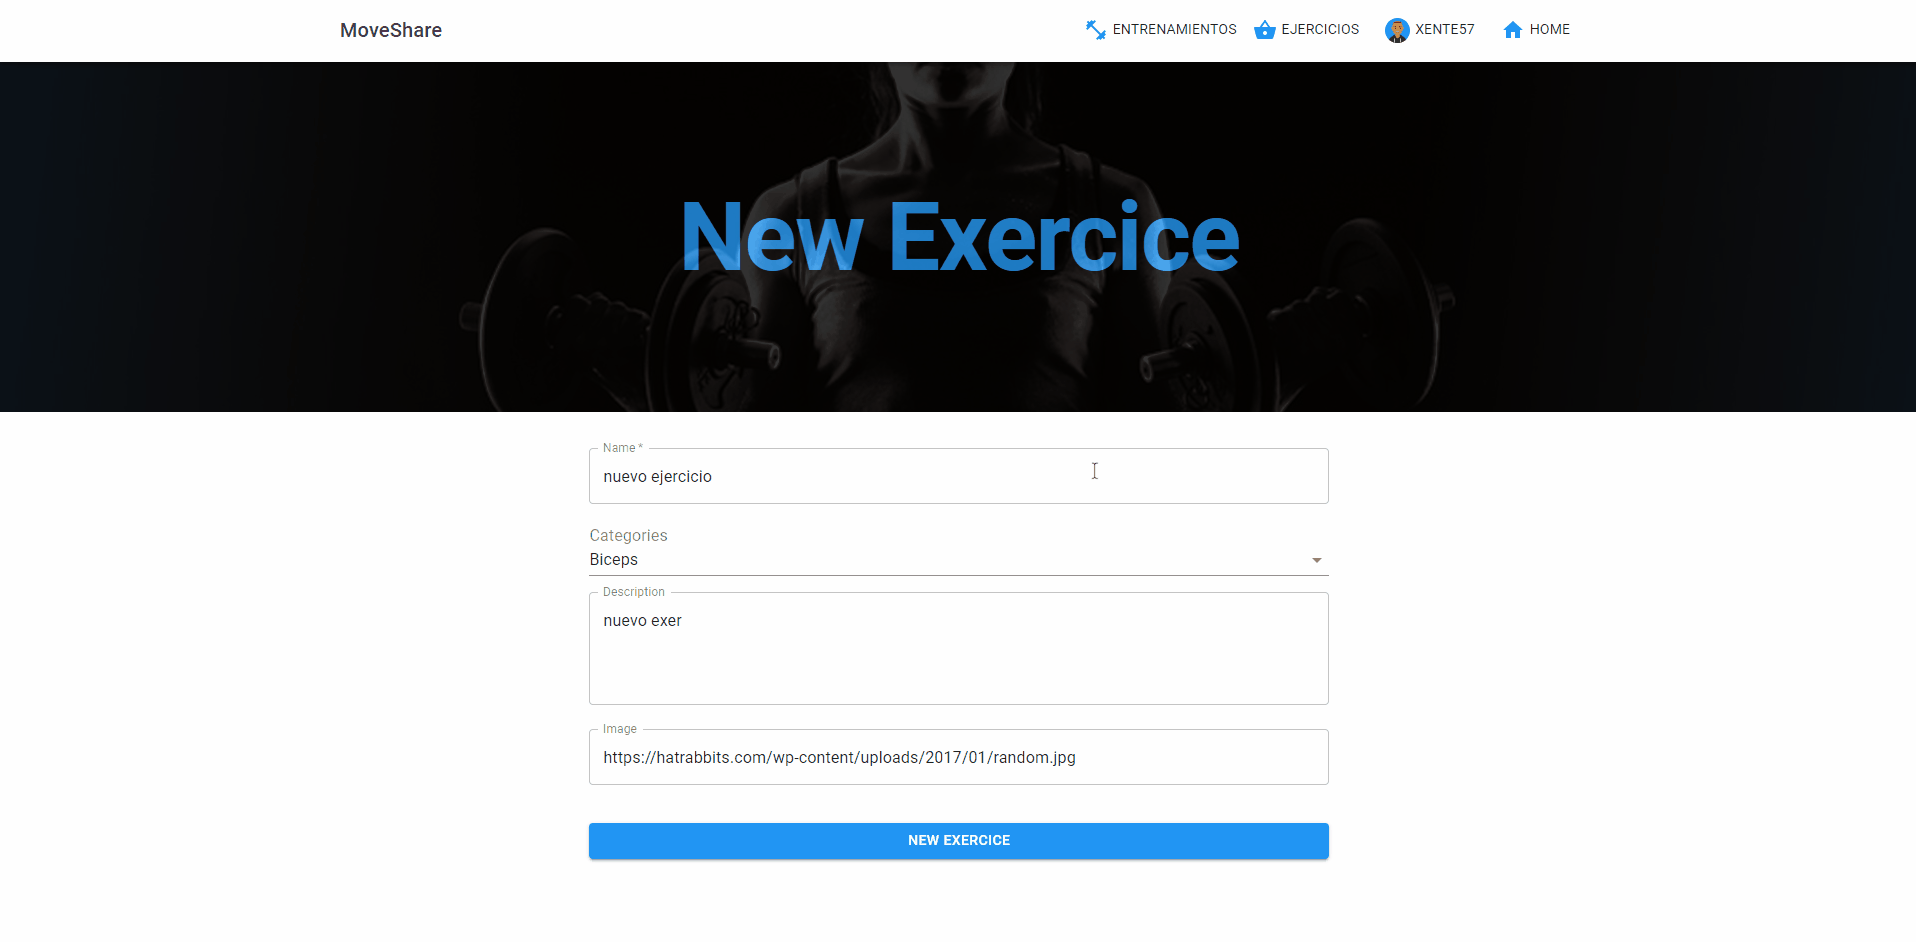 MoveShare
ENTRENAMIENTOS EJERCICIOS XENTE57 HOME
New Exercice
Name *
nuevo ejercicio
Categories
Biceps
Description
nuevo exer
Image
https://hatrabbits.com/wp-content/uploads/2017/01/random.jpg
NEW EXERCICE